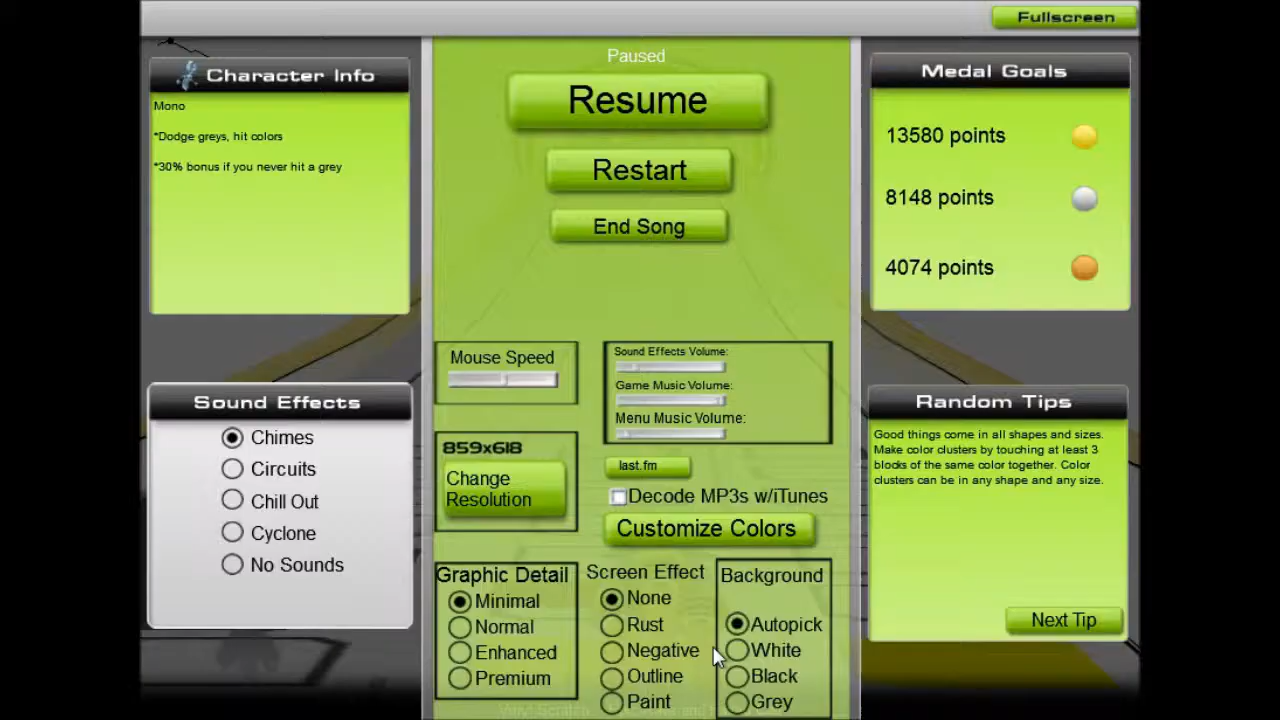 Fullscreen
Character Info
Mono
*Dodge greys, hit colors
*30% bonus if you never hit a grey
Sound Effects
Chimes
Circuits
Chill Out
Cyclone
No Sounds
Paused
Resume
Restart
End Song
Mouse Speed
859x618
Change
Resolution
Sound Effects Volume:
Game Music Volume:
Menu Music Volume:
last.fm
Decode MP3s w/iTunes
Customize Colors
Graphic Detail
Minimal
Normal
Enhanced
Premium
Screen Effect
None
Rust
Negative
Outline
Paint
Background
Autopick
White
Black
Grey
Medal Goals
13580 points
8148 points
4074 points
Random Tips
Good things come in all shapes and sizes.
Make color clusters by touching at least 3
blocks of the same color together. Color
clusters can be in any shape and any size.
Next Tip